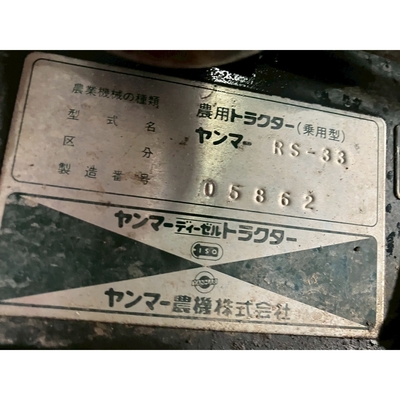 農業機械の種類 農用トラクター(乗用型)
型式名 ヤンマー RS-33
区分
製造番号 05862
ヤンマーディーゼルトラクター
ISO
ヤンマー農機株式会社